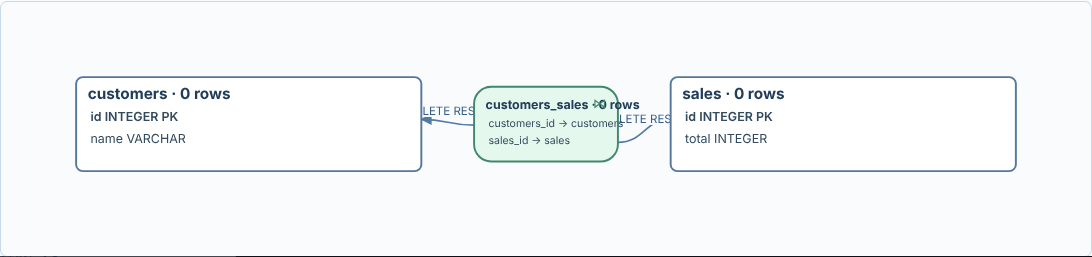 customers · 0 rows
id INTEGER PK
name VARCHAR
LETE RES
customers_sales · 0 rows
customers_id → customers
sales_id → sales
LETE RES
sales · 0 rows
id INTEGER PK
total INTEGER